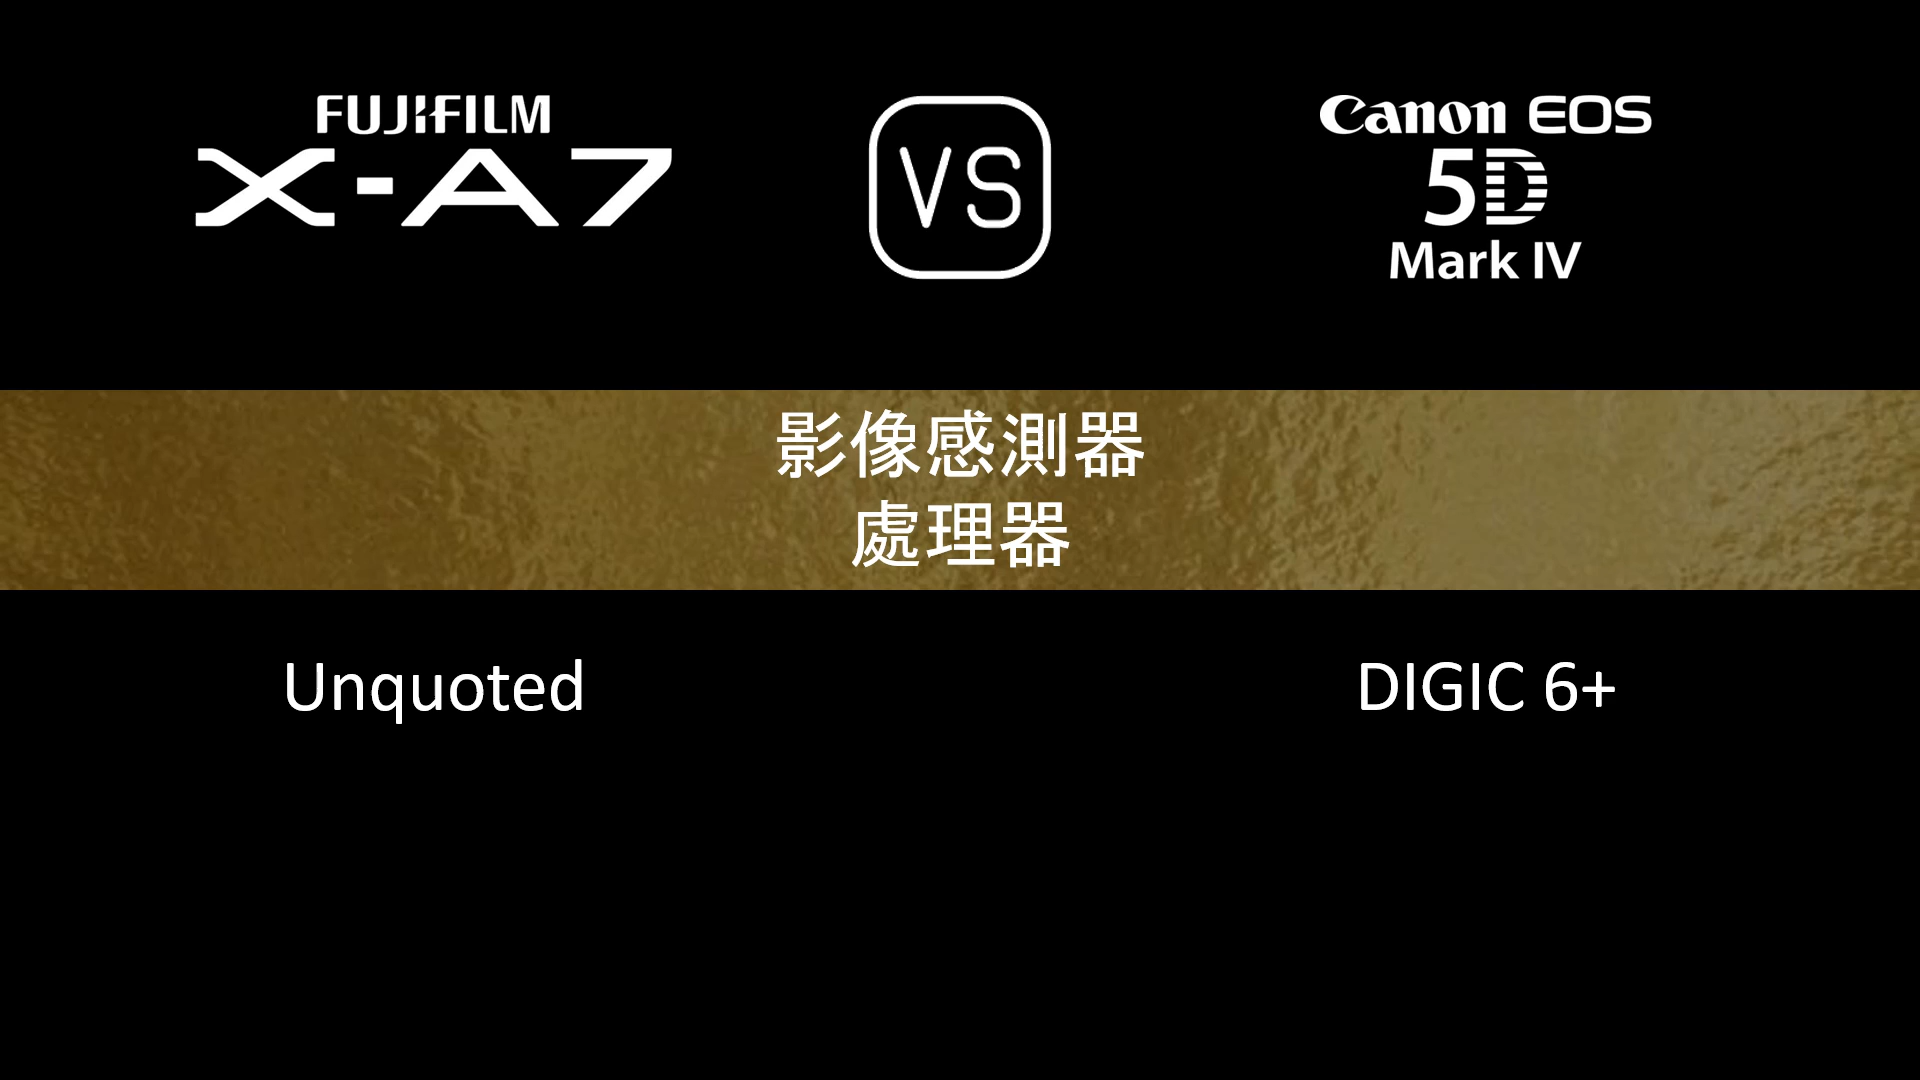 FUJIFILM
X-A7
VS
Canon EOS
5D
Mark IV
影像感測器
處理器
Unquoted
DIGIC 6+